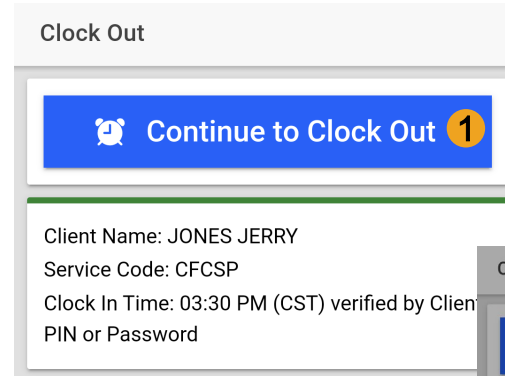 Clock Out
Continue to Clock Out 1
Client Name: JONES JERRY
Service Code: CFCSP
Clock In Time: 03:30 PM (CST) verified by Client
PIN or Password